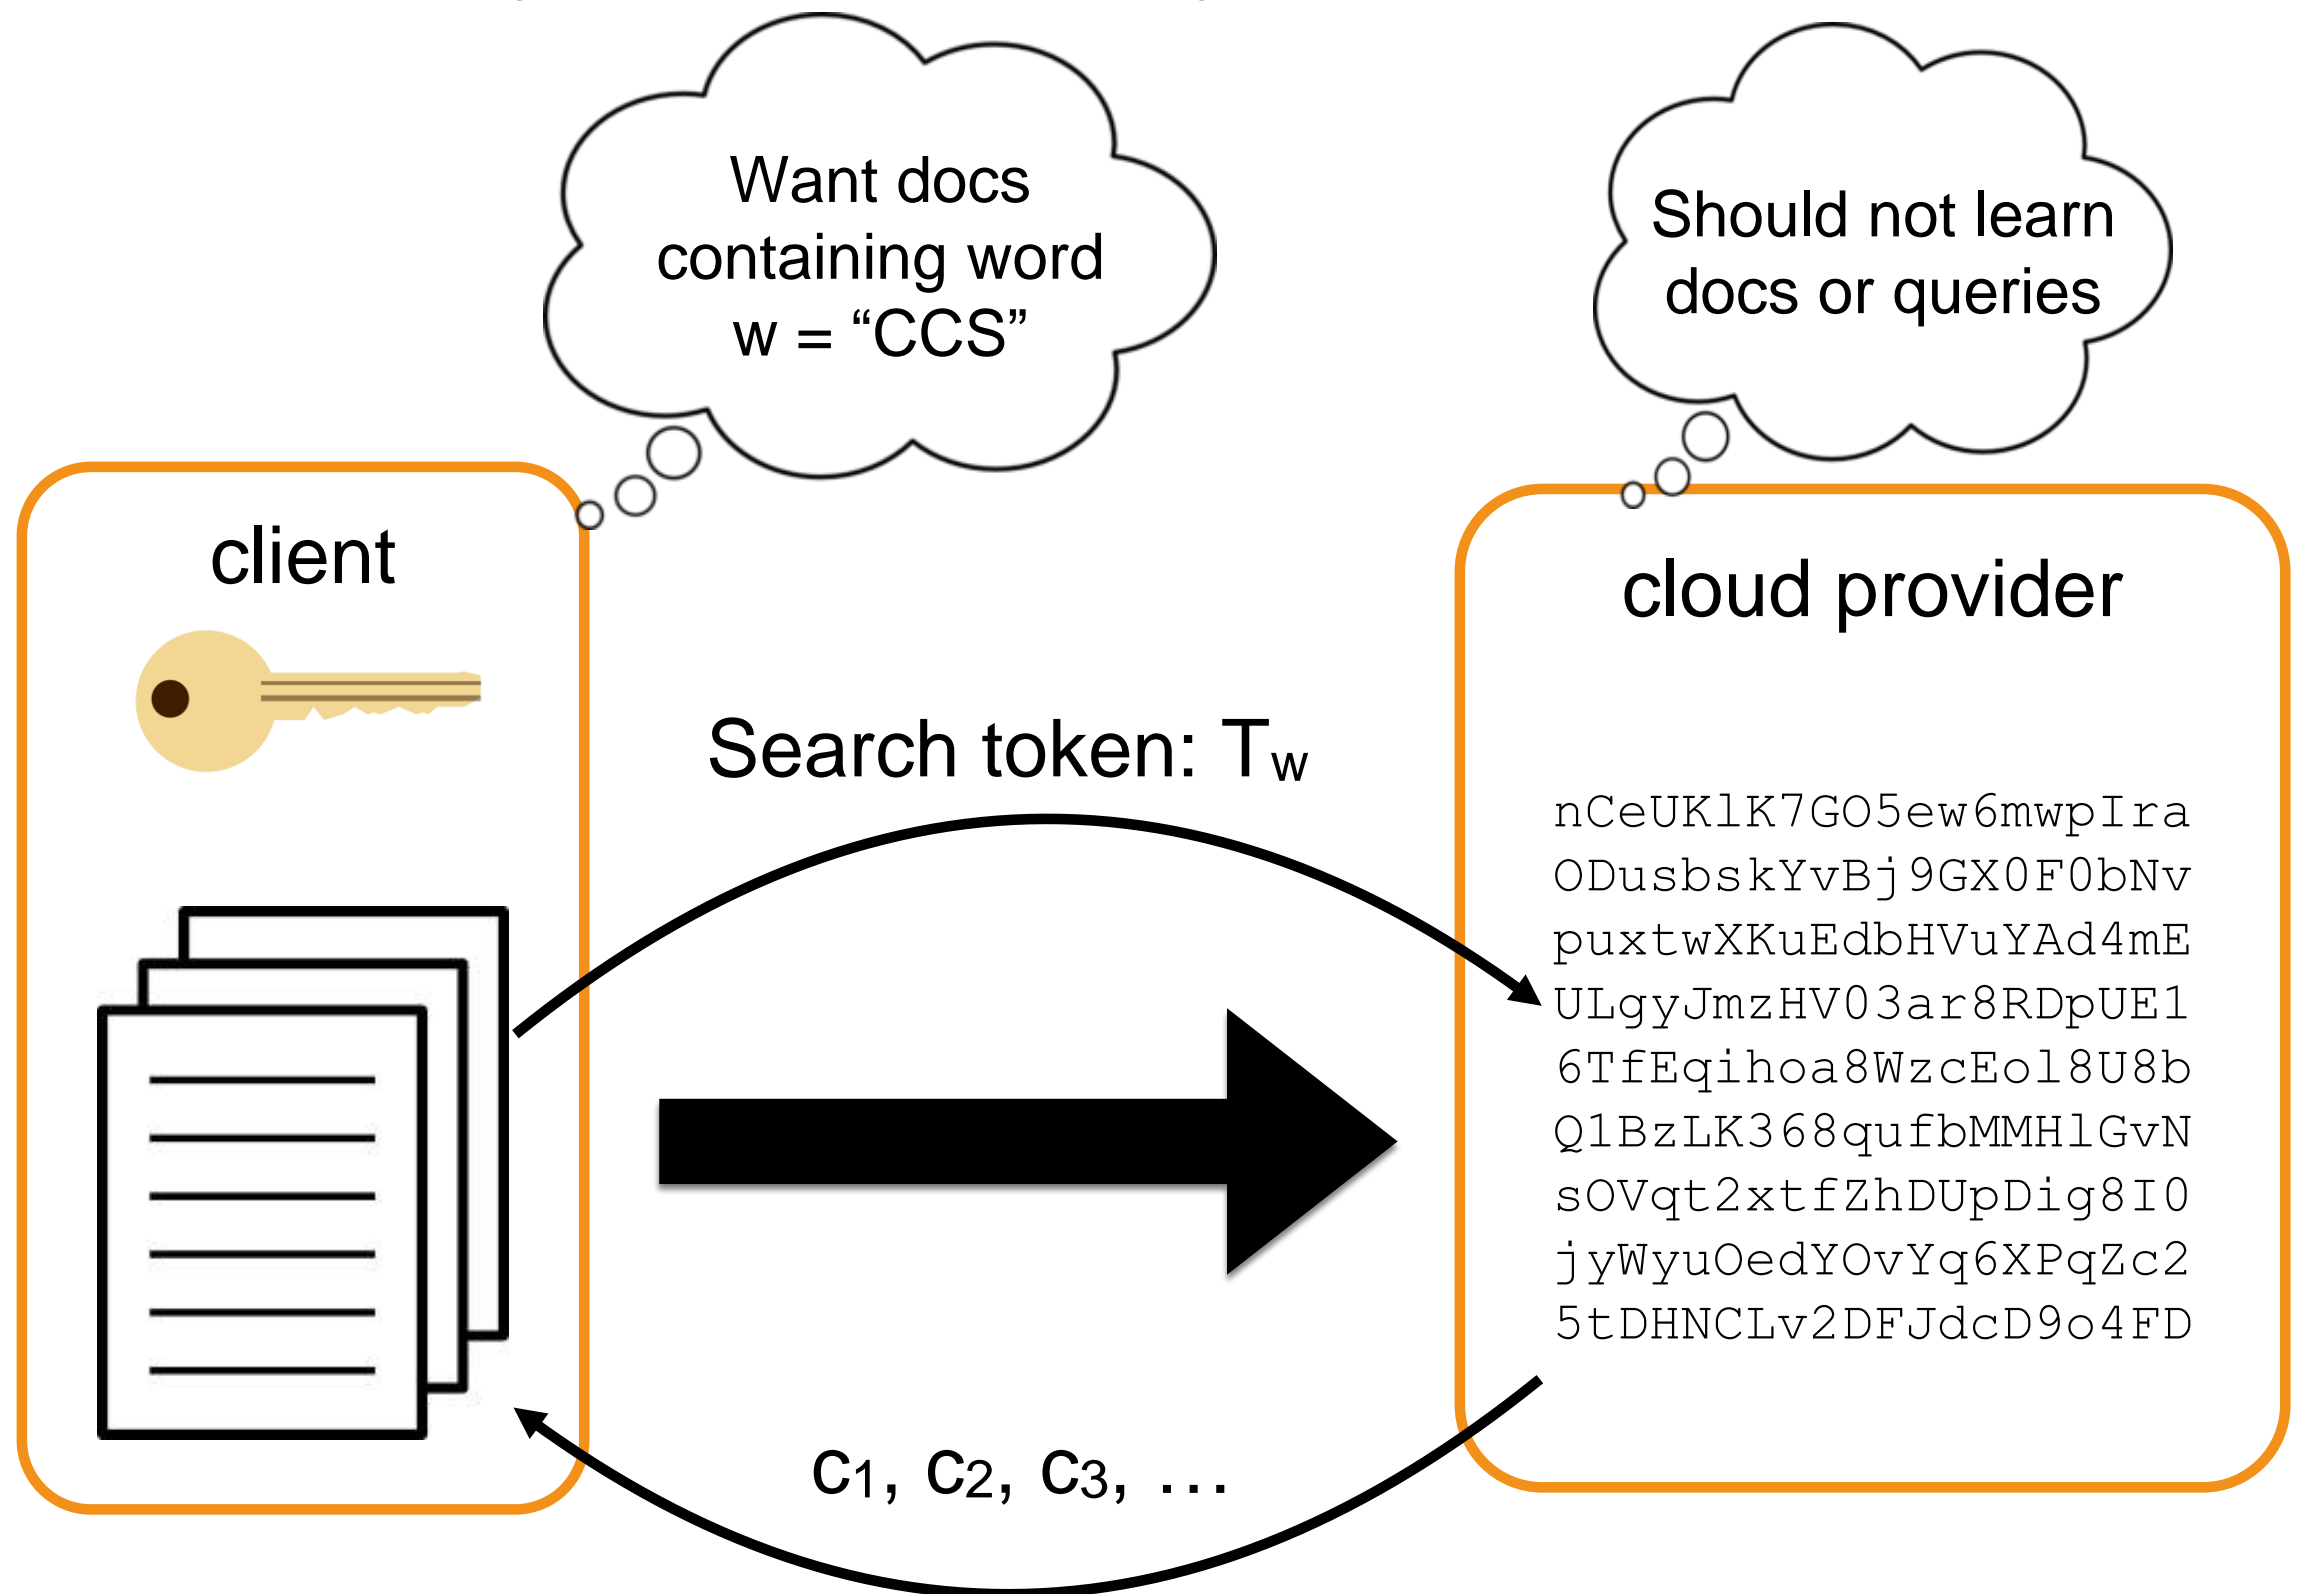 Want docs
containing word
w = “CCS”
Should not learn
docs or queries
client
cloud provider
Search token: Tw
nCeUKlK7GO5ew6mwpIra
ODusbskYvBj9GX0F0bNv
puxtwXKuEdbHVuYAd4mE
ULgyJmzHV03ar8RDpUE1
6TfEqihoa8WzcEol8U8b
Q1BzLK368qufbMMHlGvN
sOVqt2xtfZhDUpDig8I0
jyWyuOedYOvYq6XPqZc2
5tDHNCLv2DFJdcD9o4FD
c1, c2, c3, …